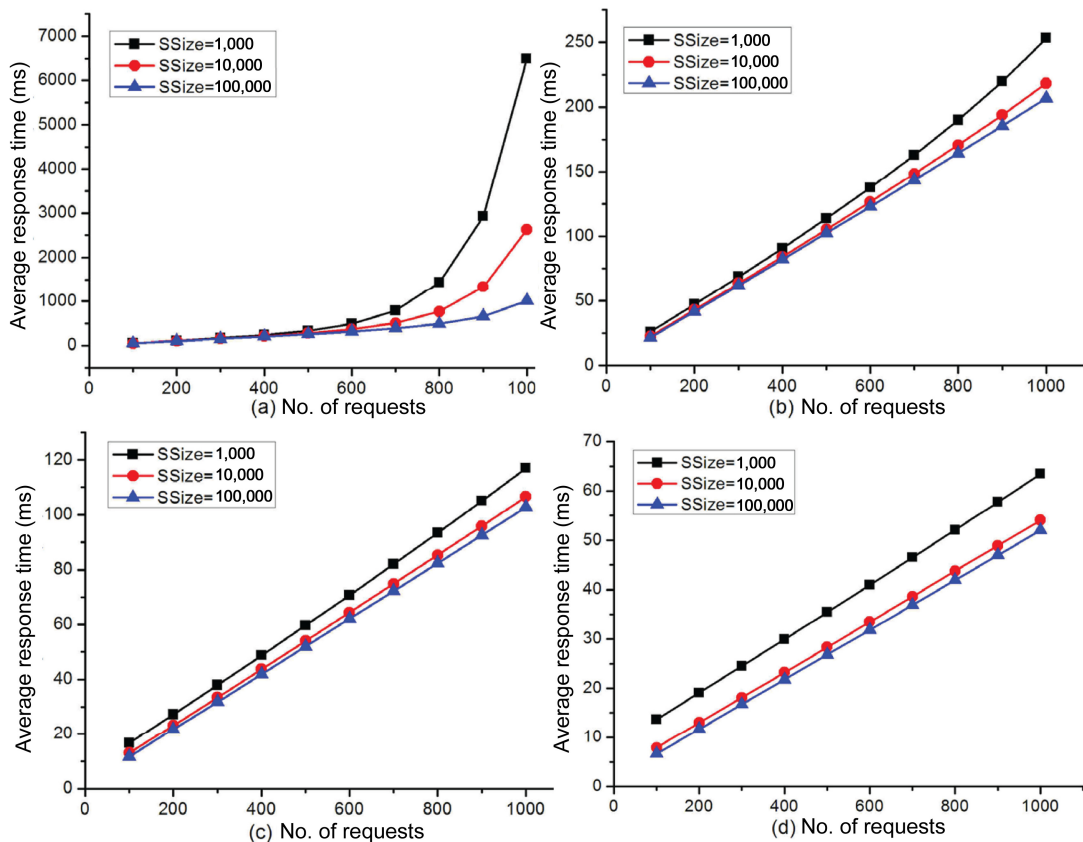 Average response time (ms)
7000
6000
5000
4000
3000
2000
1000
0
SSize=1,000
SSize=10,000
SSize=100,000
0 200 400 600 800 100
(a) No. of requests
Average response time (ms)
250
200
150
100
50
0
SSize=1,000
SSize=10,000
SSize=100,000
0 200 400 600 800 1000
(b) No. of requests
Average response time (ms)
120
100
80
60
40
20
0
SSize=1,000
SSize=10,000
SSize=100,000
0 200 400 600 800 1000
(c) No. of requests
Average response time (ms)
70
60
50
40
30
20
10
0
SSize=1,000
SSize=10,000
SSize=100,000
0 200 400 600 800 1000
(d) No. of requests